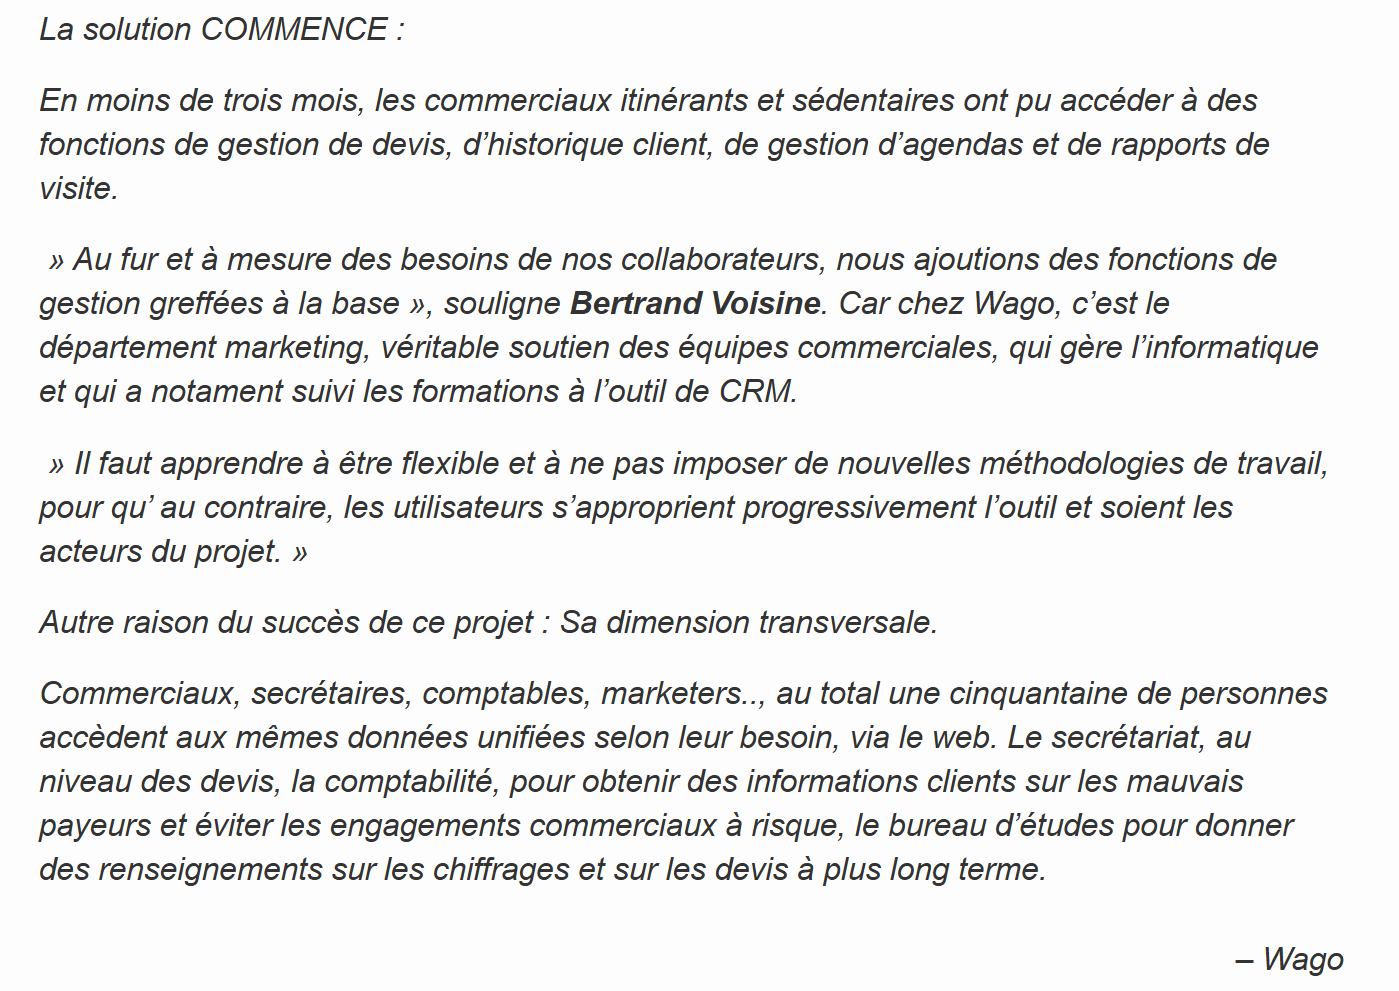 La solution COMMENCE :
En moins de trois mois, les commerciaux itinérants et sédentaires ont pu accéder à des
fonctions de gestion de devis, d’historique client, de gestion d’agendas et de rapports de
visite.
» Au fur et à mesure des besoins de nos collaborateurs, nous ajoutions des fonctions de
gestion greffées à la base », souligne Bertrand Voisine. Car chez Wago, c’est le
département marketing, véritable soutien des équipes commerciales, qui gère l’informatique
et qui a notament suivi les formations à l’outil de CRM.
» Il faut apprendre à être flexible et à ne pas imposer de nouvelles méthodologies de travail,
pour qu’ au contraire, les utilisateurs s’approprient progressivement l’outil et soient les
acteurs du projet. »
Autre raison du succès de ce projet : Sa dimension transversale.
Commerciaux, secrétaires, comptables, marketers.., au total une cinquantaine de personnes
accèdent aux mêmes données unifiées selon leur besoin, via le web. Le secrétariat, au
niveau des devis, la comptabilité, pour obtenir des informations clients sur les mauvais
payeurs et éviter les engagements commerciaux à risque, le bureau d’études pour donner
des renseignements sur les chiffrages et sur les devis à plus long terme.
– Wago